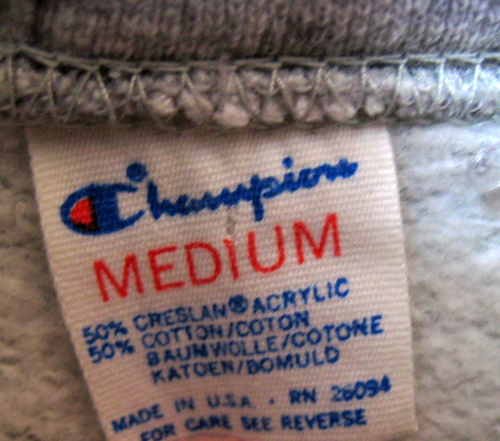 Champion®
MEDIUM
50% CRESLAN® ACRYLIC
50% COTTON/COTON
BAUMWOLLE/COTONE
KATOEN/BOMULD
MADE IN U.S.A. - RN 26094
FOR CARE SEE REVERSE